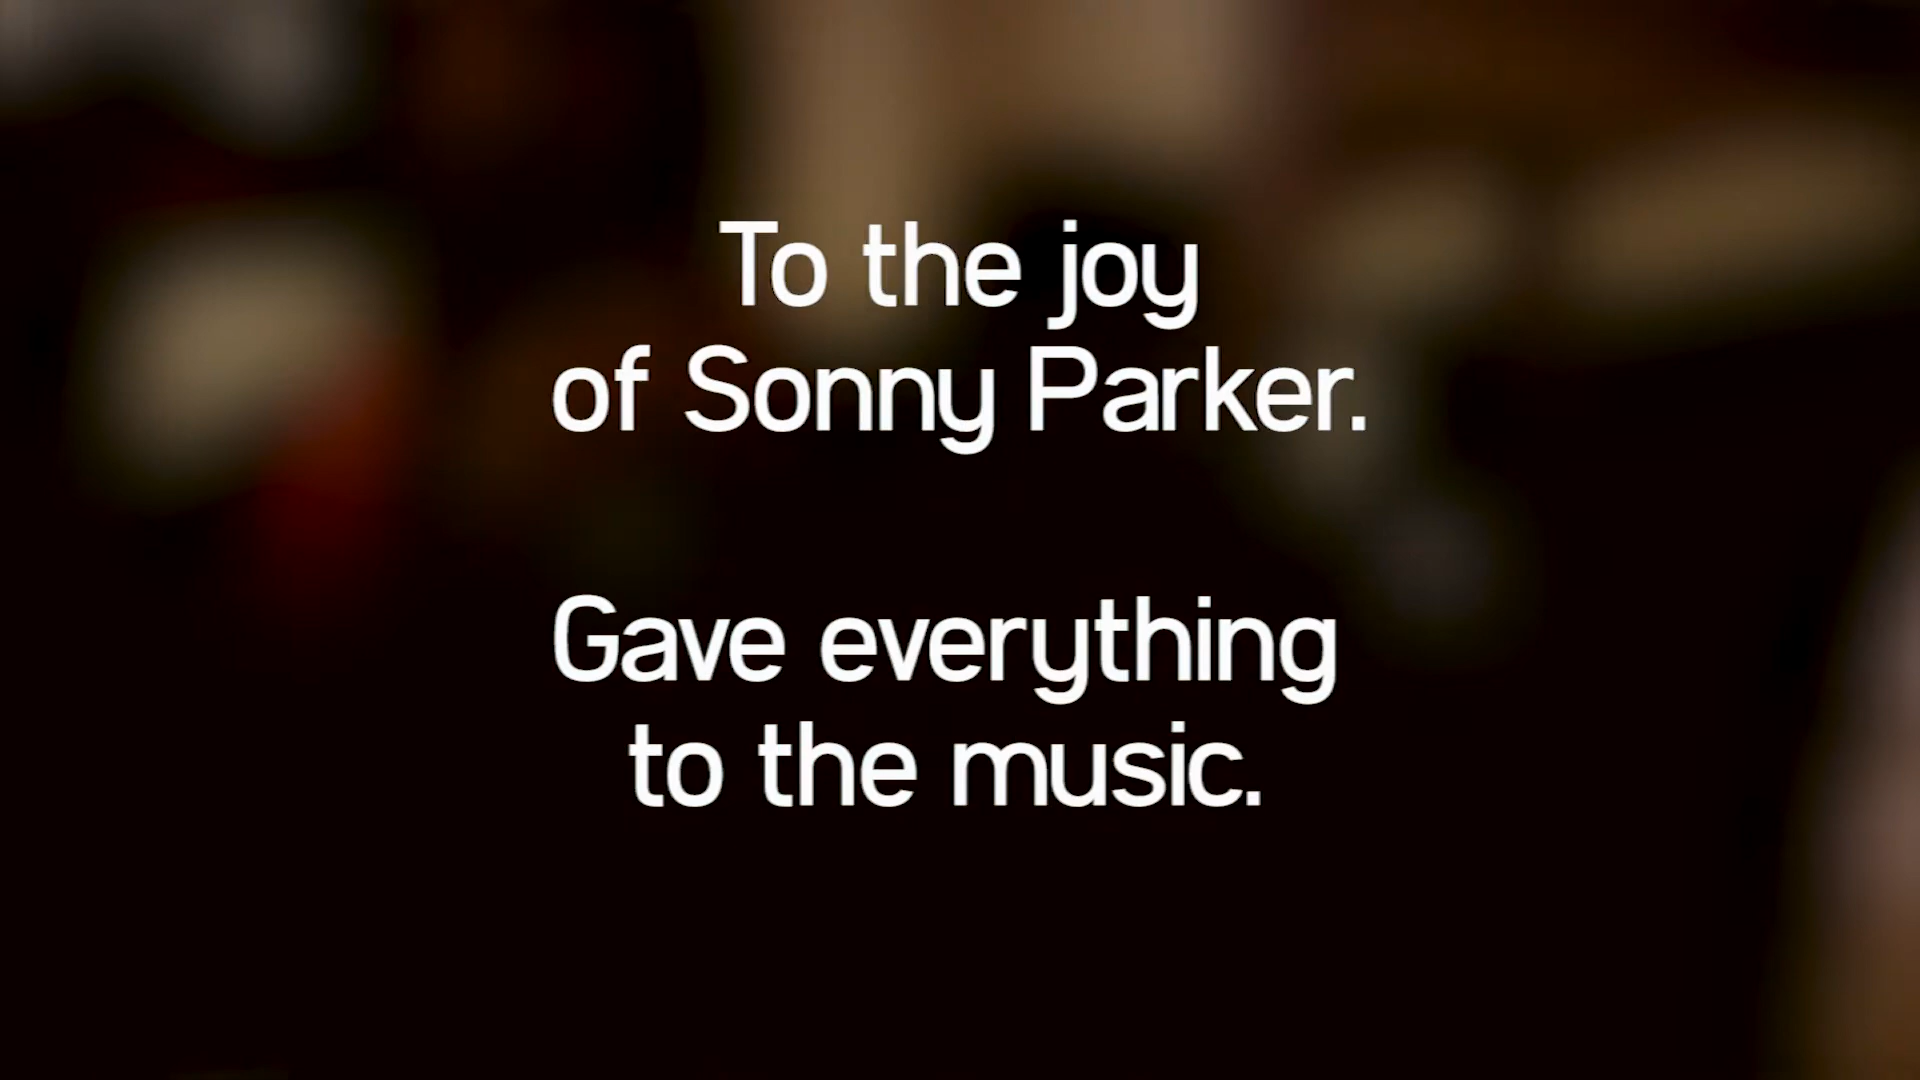 To the joy
of Sonny Parker.
Gave everything
to the music.